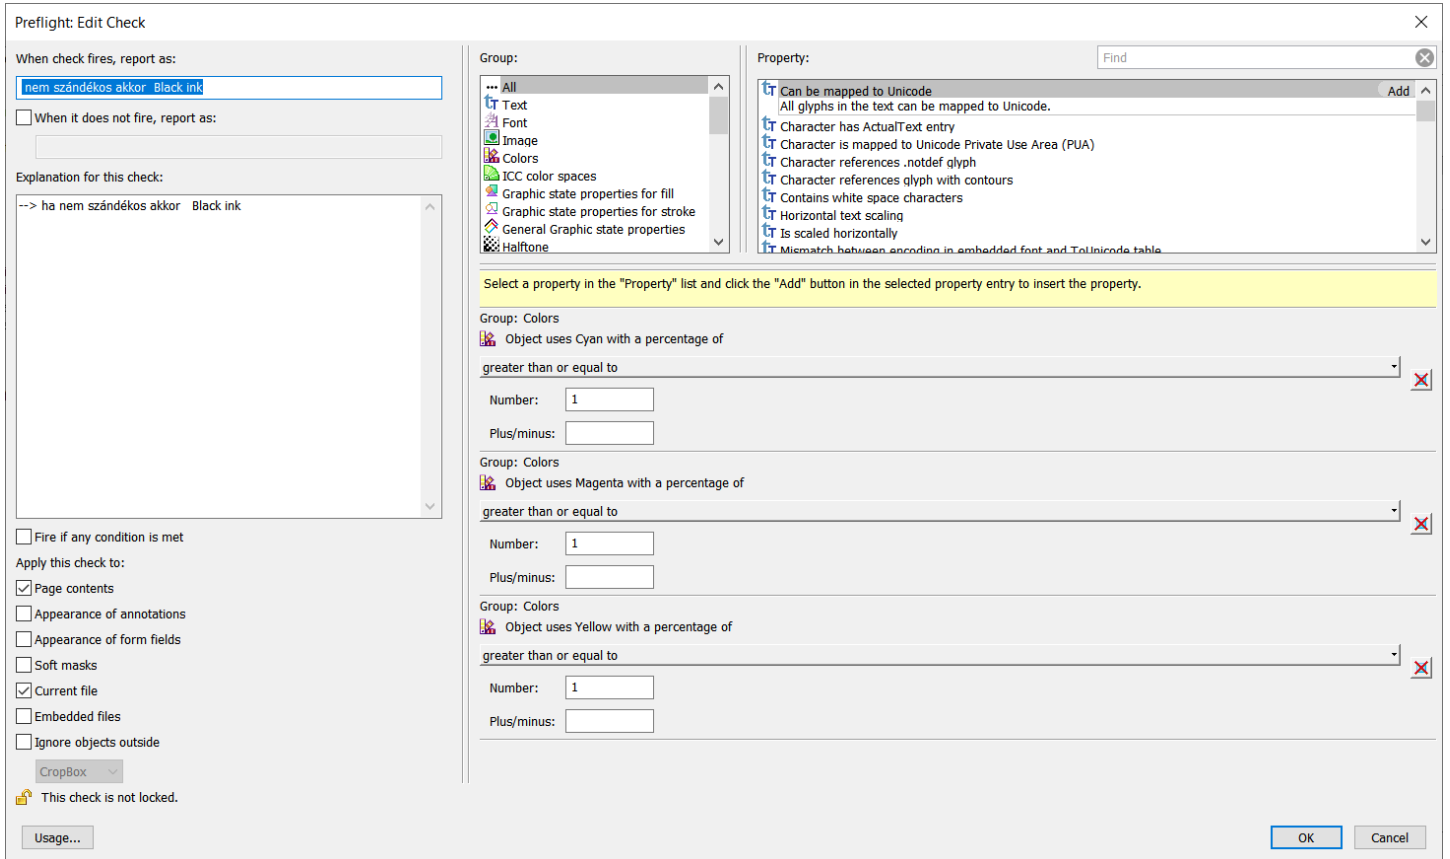 Preflight: Edit Check
When check fires, report as:
nem szándékos akkor  Black ink
When it does not fire, report as:
Explanation for this check:
--> ha nem szándékos akkor   Black ink
Fire if any condition is met
Apply this check to:
Page contents
Appearance of annotations
Appearance of form fields
Soft masks
Current file
Embedded files
Ignore objects outside
CropBox
This check is not locked.
Usage...
Group:
All
Text
Font
Image
Colors
ICC color spaces
Graphic state properties for fill
Graphic state properties for stroke
General Graphic state properties
Halftone
Property:
Find
Can be mapped to Unicode
Add
All glyphs in the text can be mapped to Unicode.
Character has ActualText entry
Character is mapped to Unicode Private Use Area (PUA)
Character references .notdef glyph
Character references glyph with contours
Contains white space characters
Horizontal text scaling
Is scaled horizontally
Mismatch between encoding in embedded font and ToUnicode table
Select a property in the "Property" list and click the "Add" button in the selected property entry to insert the property.
Group: Colors
Object uses Cyan with a percentage of
greater than or equal to
Number: 1
Plus/minus:
Group: Colors
Object uses Magenta with a percentage of
greater than or equal to
Number: 1
Plus/minus:
Group: Colors
Object uses Yellow with a percentage of
greater than or equal to
Number: 1
Plus/minus:
OK
Cancel